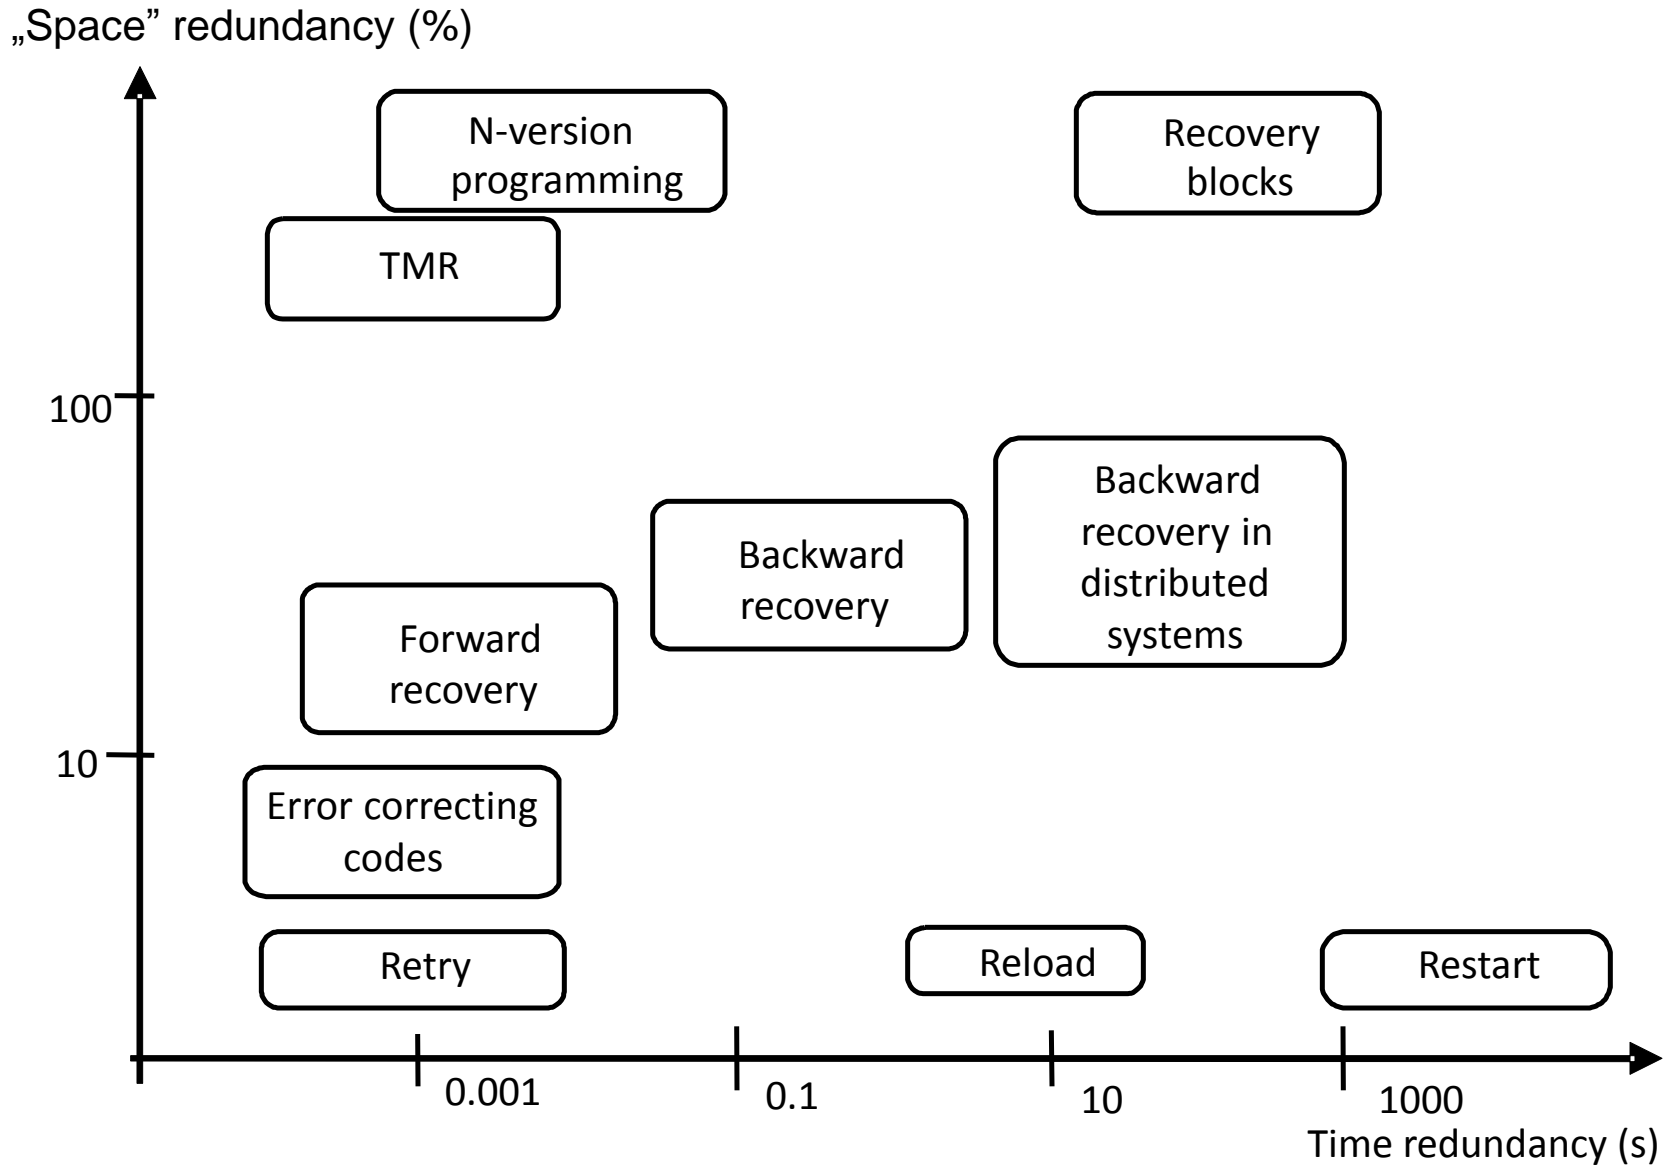 „Space” redundancy (%)
N-version
programming
Recovery
blocks
TMR
100
Backward
recovery in
distributed
systems
Backward
recovery
Forward
recovery
10
Error correcting
codes
Retry
Reload
Restart
0.001
0.1
10
1000
Time redundancy (s)